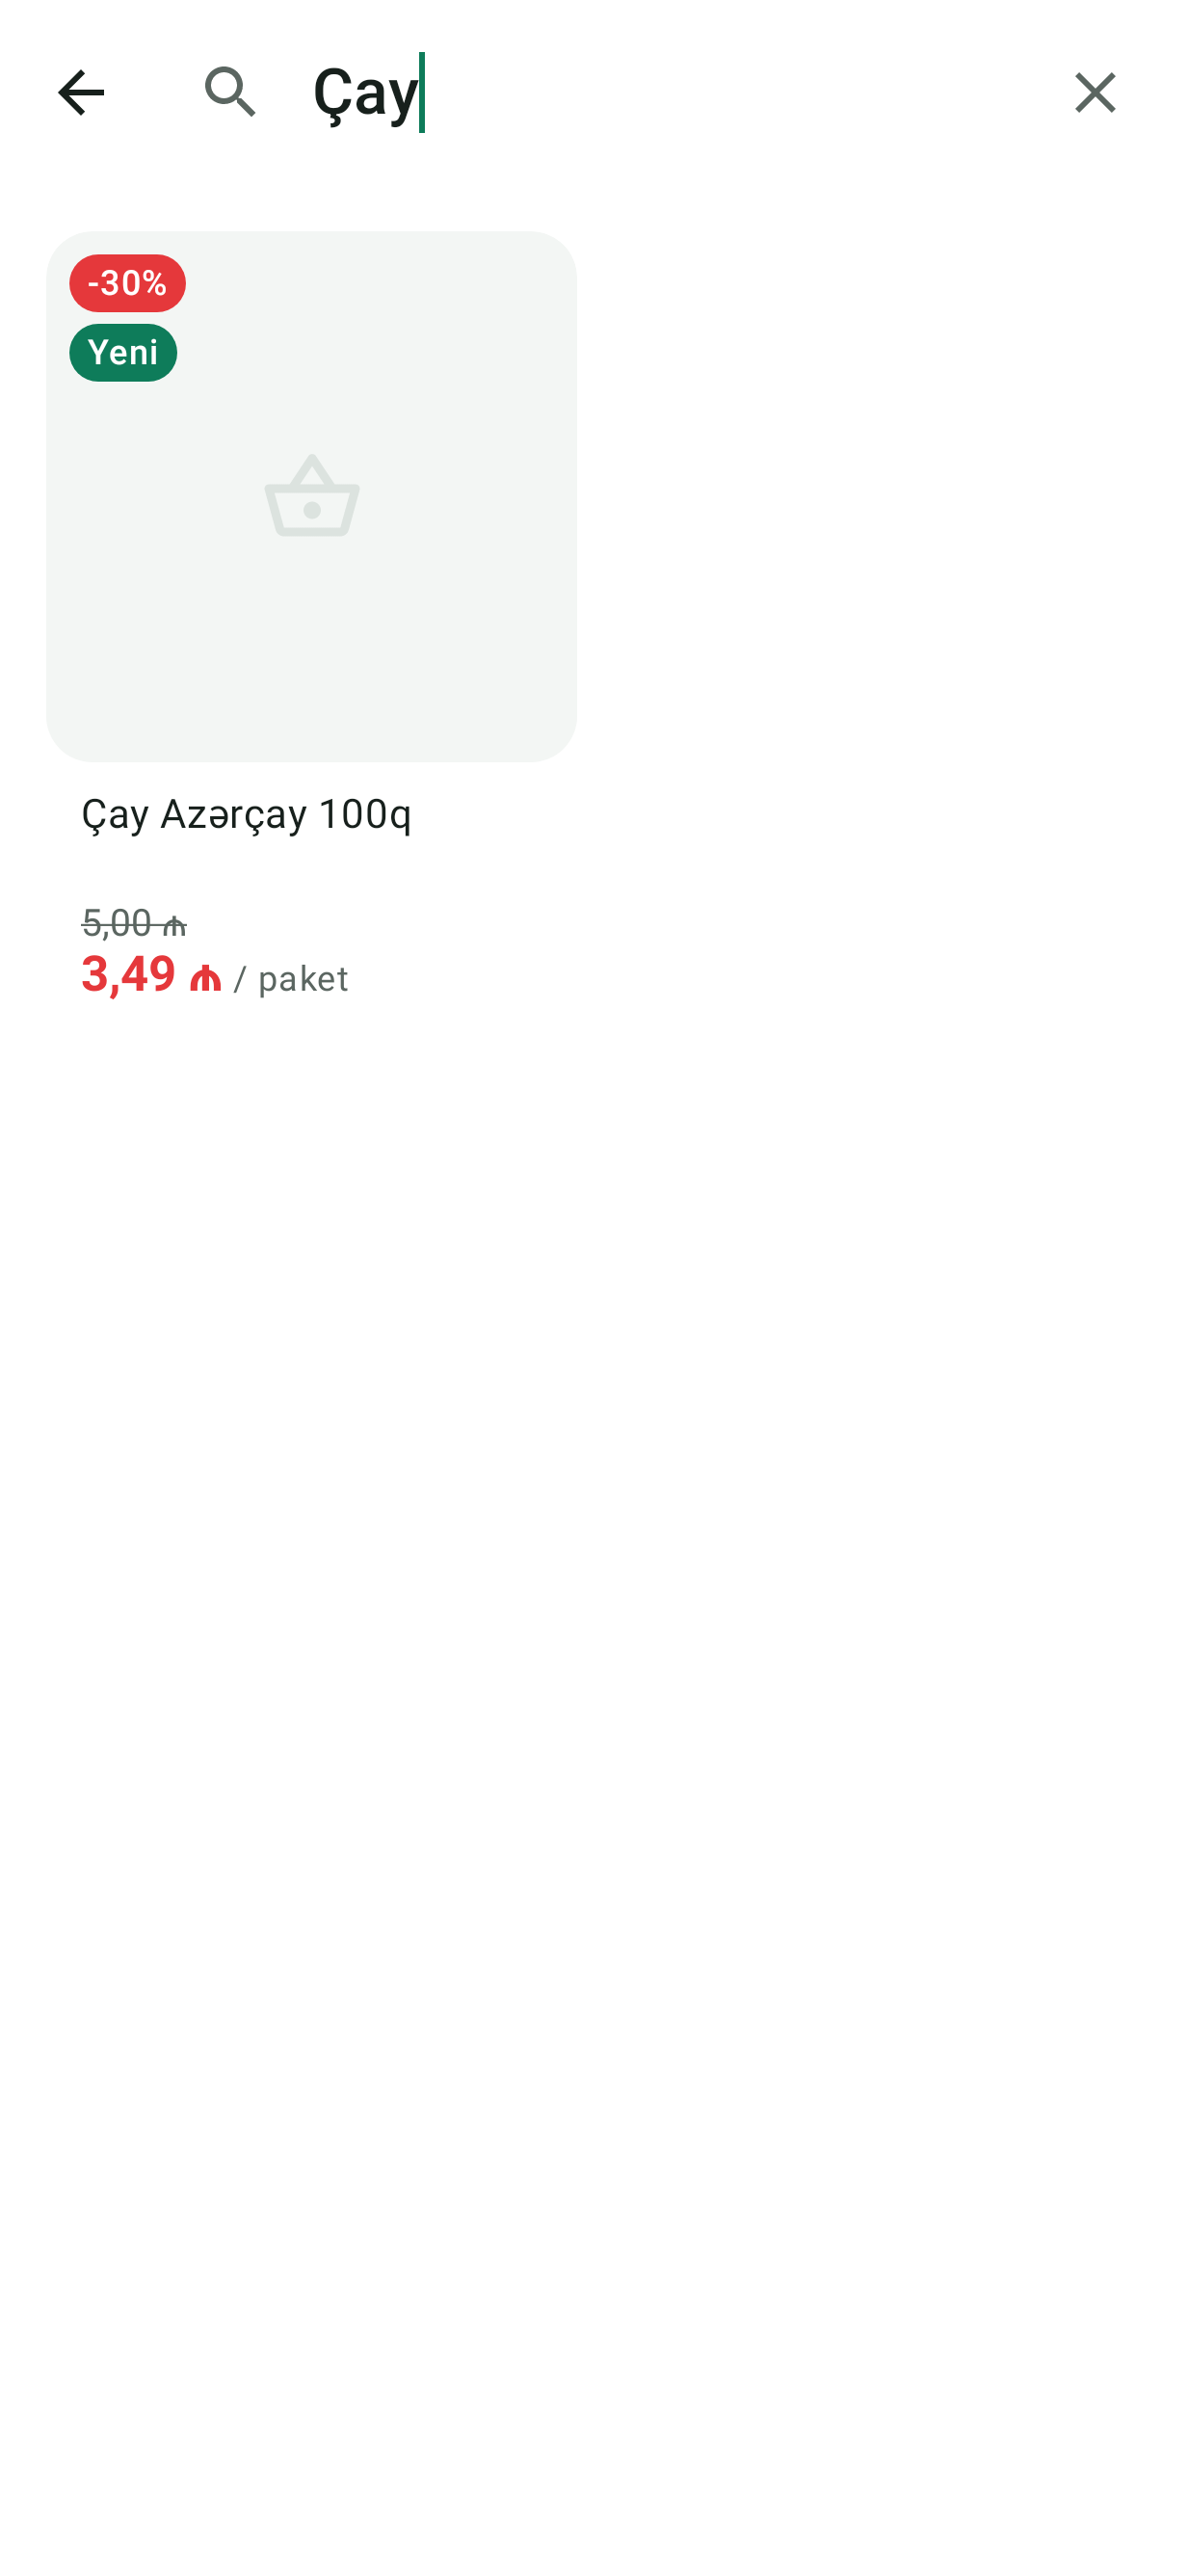 Çay
-30%
Yeni
Çay Azərçay 100q
5,00 ₼
3,49 ₼ / paket